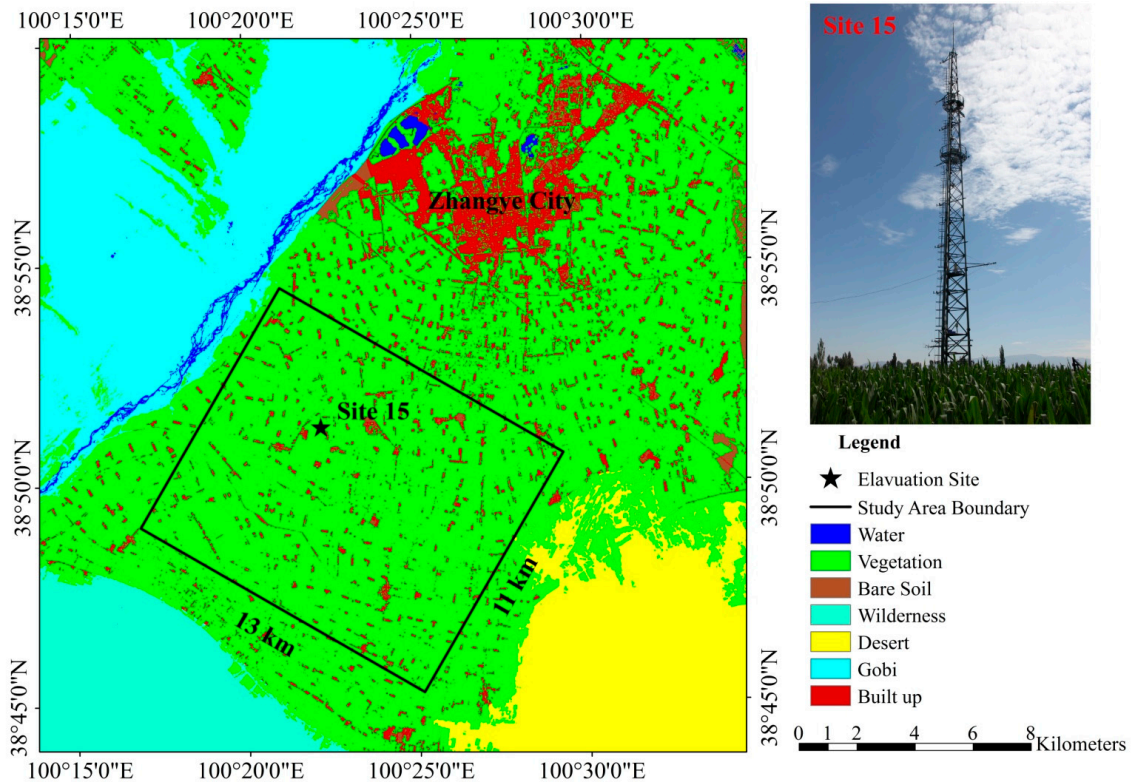 100°15'0"E 100°20'0"E 100°25'0"E 100°30'0"E
Site 15
Zhangye City
38°55'0"N 38°55'0"N
Site 15
38°50'0"N 38°50'0"N
11 km
13 km
38°45'0"N 38°45'0"N
100°15'0"E 100°20'0"E 100°25'0"E 100°30'0"E
Legend
Elavuation Site
Study Area Boundary
Water
Vegetation
Bare Soil
Wilderness
Desert
Gobi
Built up
0 1 2 4 6 8 Kilometers